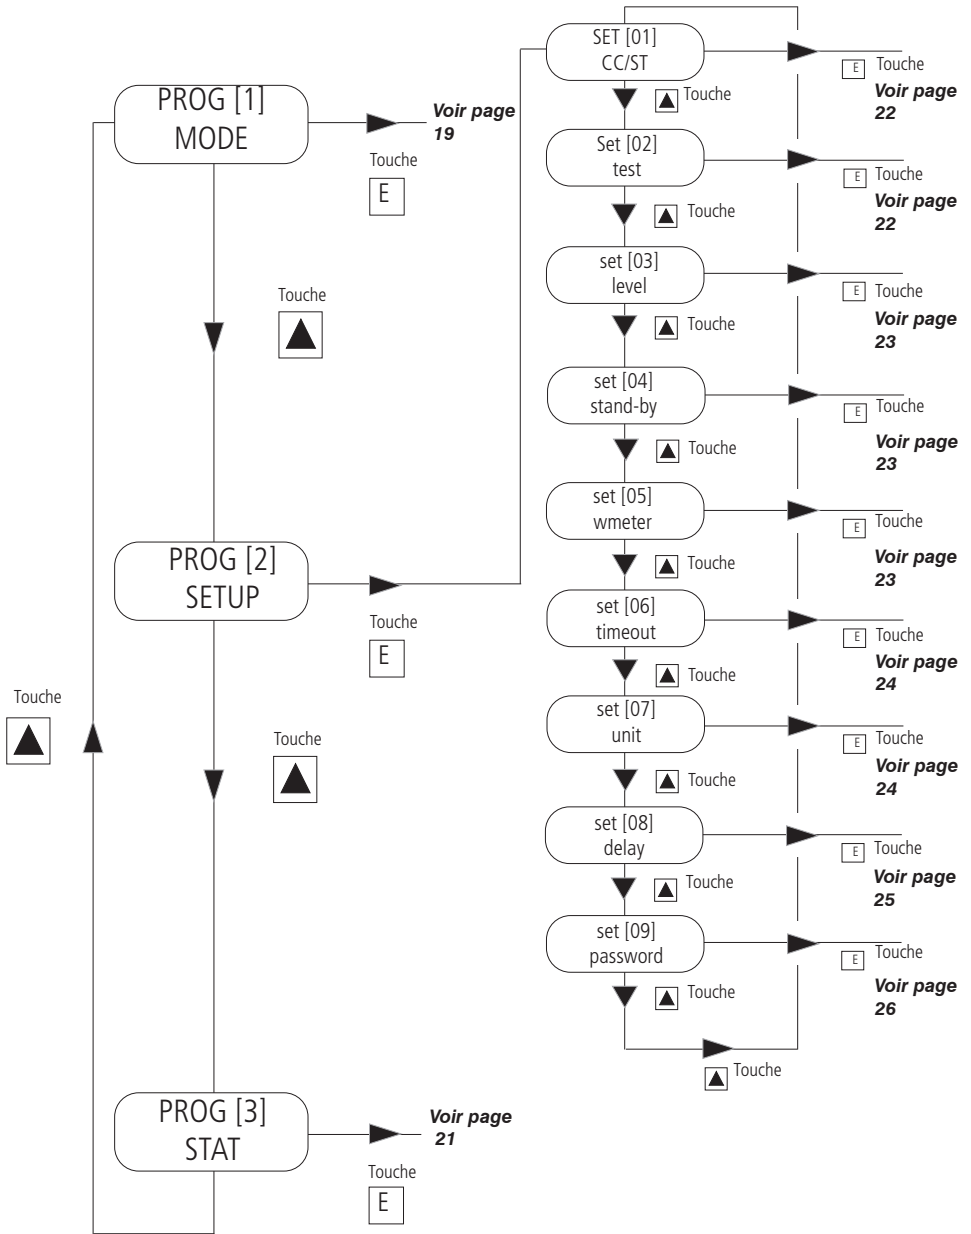 PROG [1]
MODE
Voir page
19
Touche
E
Touche
PROG [2]
SETUP
Touche
E
Touche
Touche
PROG [3]
STAT
Voir page
21
Touche
E
SET [01]
CC/ST
E Touche
Voir page
22
Touche
Set [02]
test
E Touche
Voir page
22
Touche
set [03]
level
E Touche
Voir page
23
Touche
set [04]
stand-by
E Touche
Voir page
23
Touche
set [05]
wmeter
E Touche
Voir page
23
Touche
set [06]
timeout
E Touche
Voir page
24
Touche
set [07]
unit
E Touche
Voir page
24
Touche
set [08]
delay
E Touche
Voir page
25
Touche
set [09]
password
E Touche
Voir page
26
Touche
Touche